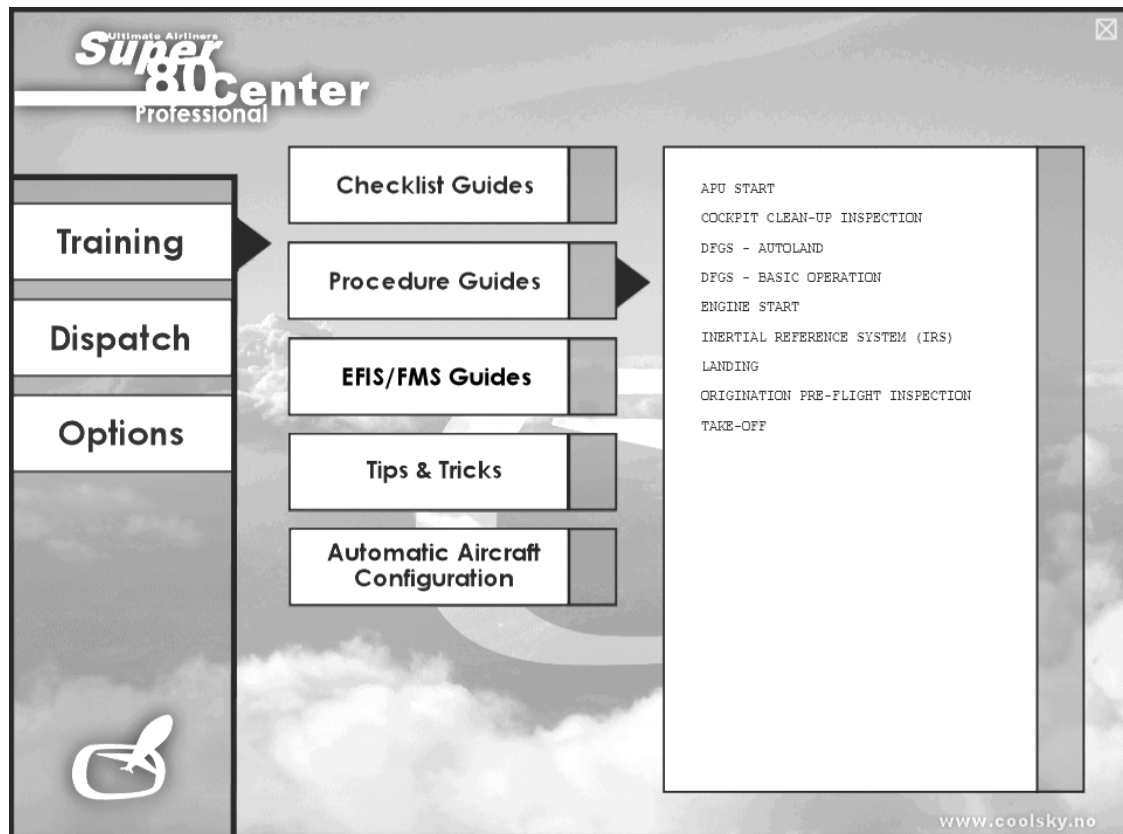 Ultimate Airliners
Super
80 Center
Professional
Training
Dispatch
Options
Checklist Guides
Procedure Guides
EFIS/FMS Guides
Tips & Tricks
Automatic Aircraft
Configuration
APU START
COCKPIT CLEAN-UP INSPECTION
DFGS - AUTOLAND
DFGS - BASIC OPERATION
ENGINE START
INERTIAL REFERENCE SYSTEM (IRS)
LANDING
ORIGINATION PRE-FLIGHT INSPECTION
TAKE-OFF
www.coolsky.no